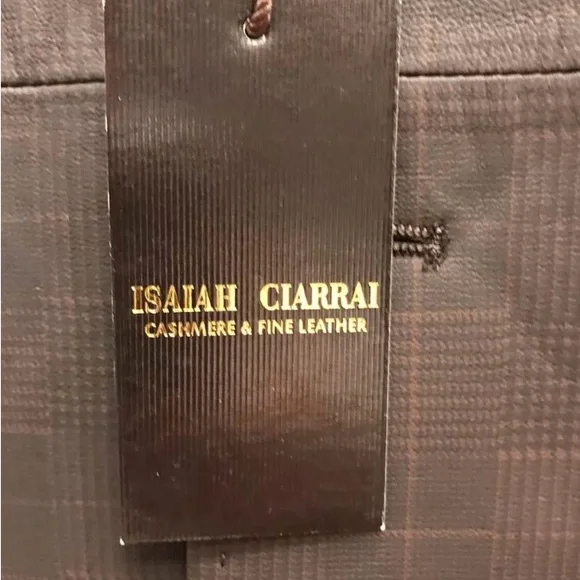 ISAIAH CIARRAI
CASHMERE & FINE LEATHER